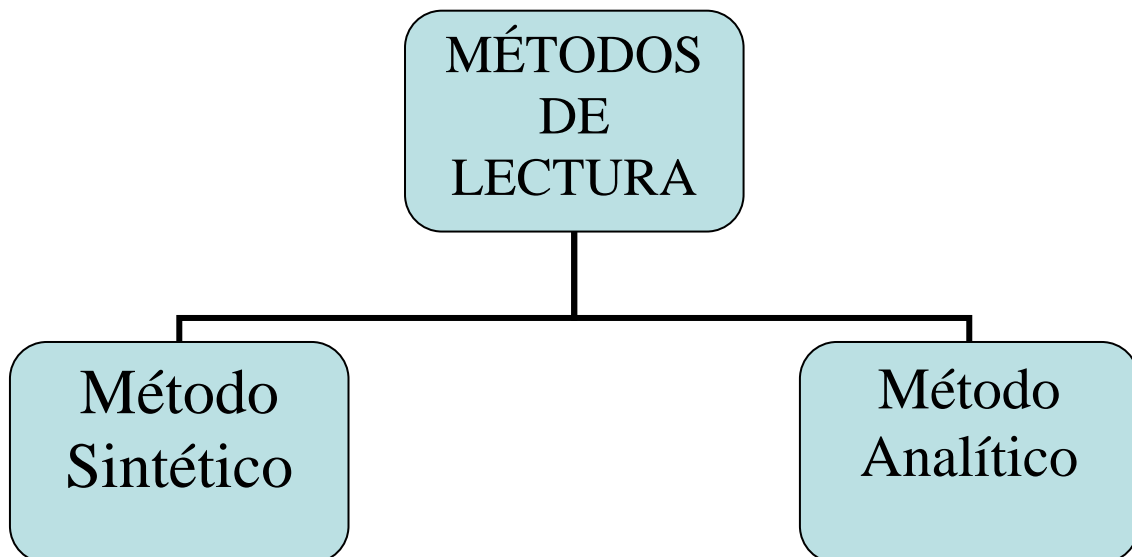 MÉTODOS
DE
LECTURA
Método
Sintético
Método
Analítico